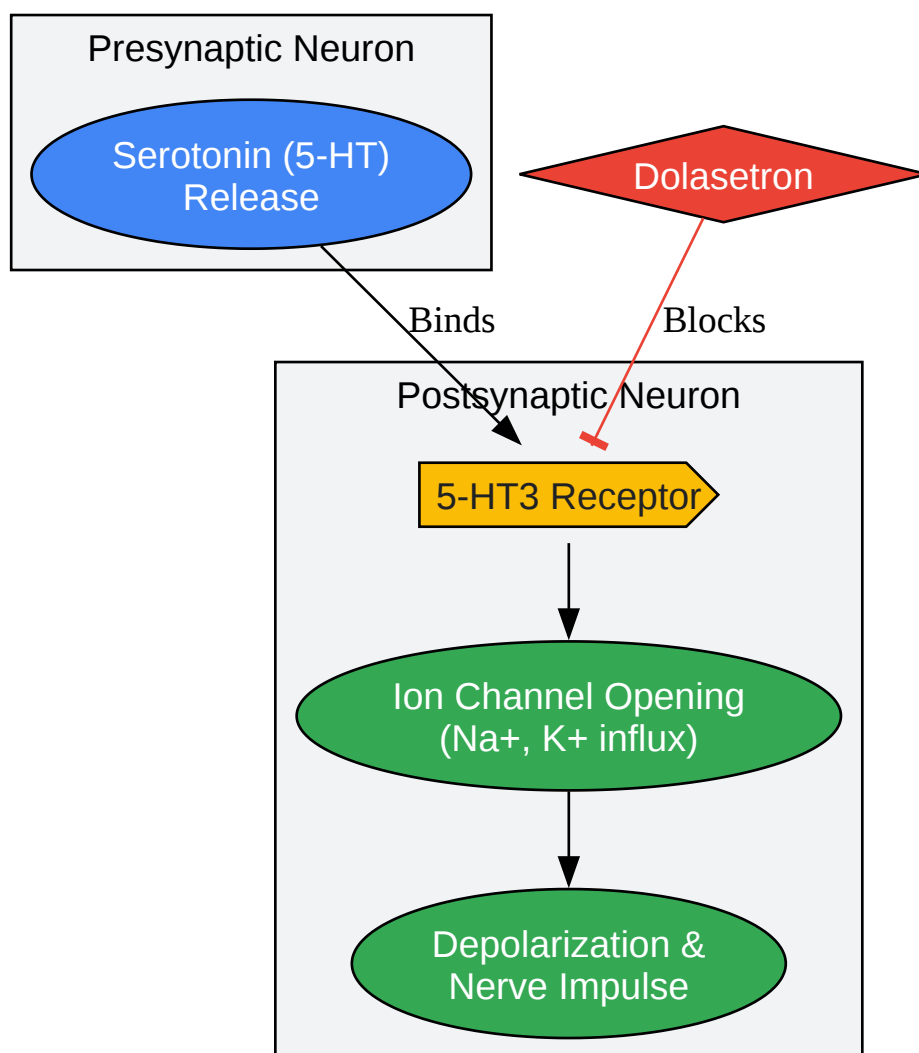 Presynaptic Neuron
Serotonin (5-HT)
Release
Dolasetron
Binds
Blocks
Postsynaptic Neuron
5-HT3 Receptor
Ion Channel Opening
(Na+, K+ influx)
Depolarization &
Nerve Impulse